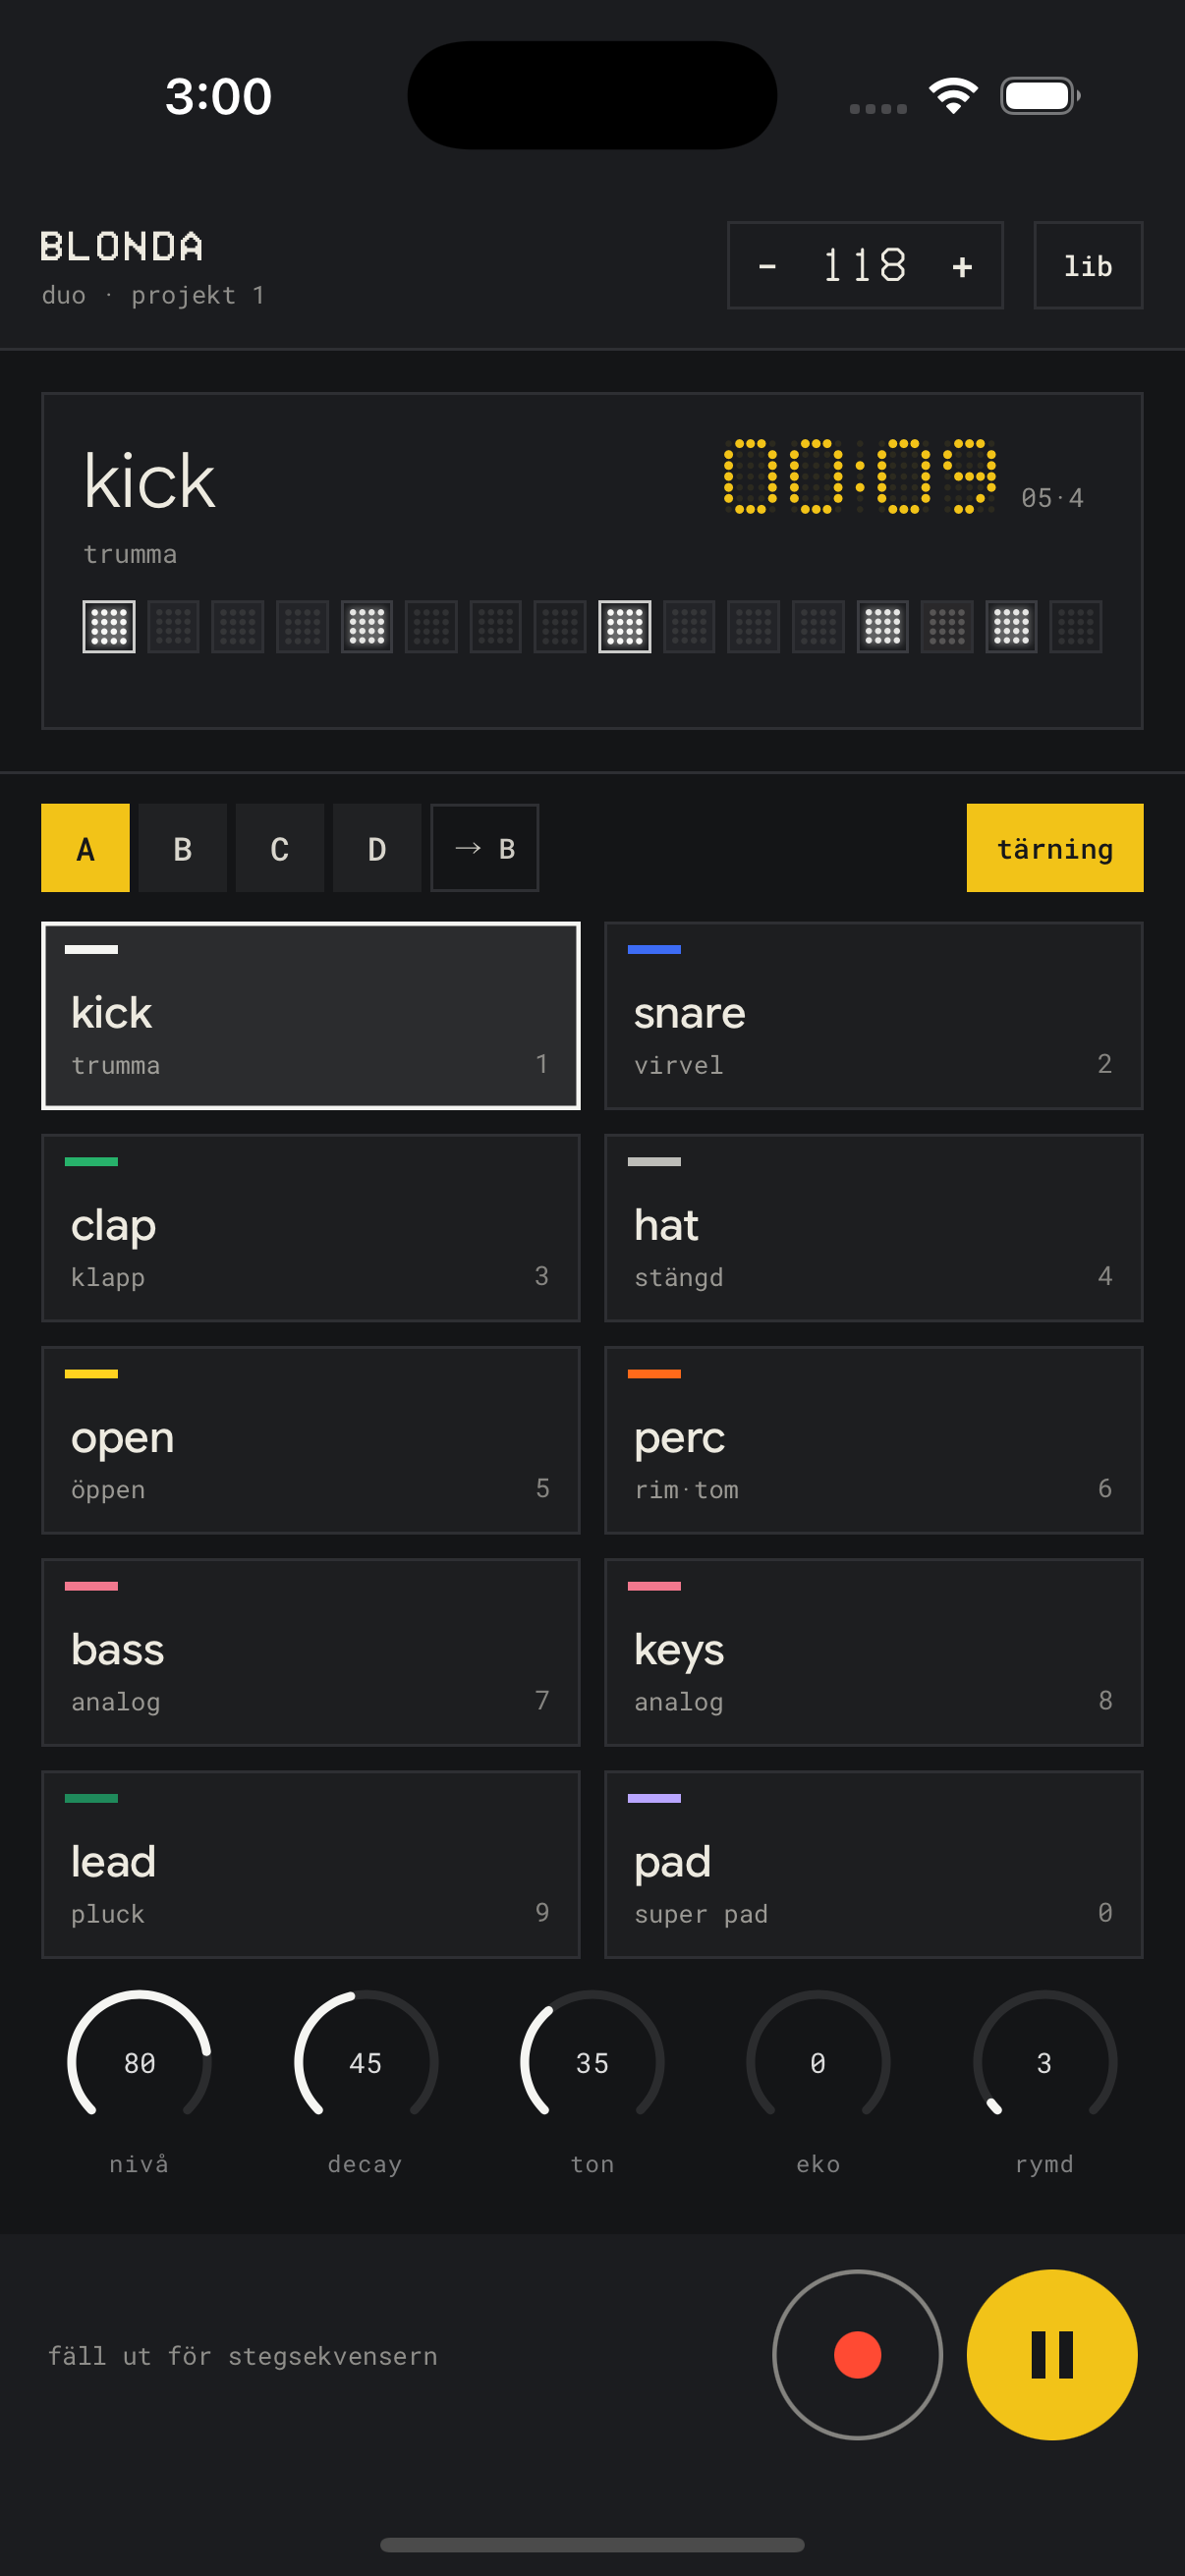 3:00
BLONDA
duo · projekt 1
- 118 +
lib
kick
00:09
05·4
trumma
A
B
C
D
→ B
tärning
kick
trumma
1
snare
virvel
2
clap
klapp
3
hat
stängd
4
open
öppen
5
perc
rim·tom
6
bass
analog
7
keys
analog
8
lead
pluck
9
pad
super pad
0
80
45
35
0
3
nivå
decay
ton
eko
rymd
fäll ut för stegsekvensern